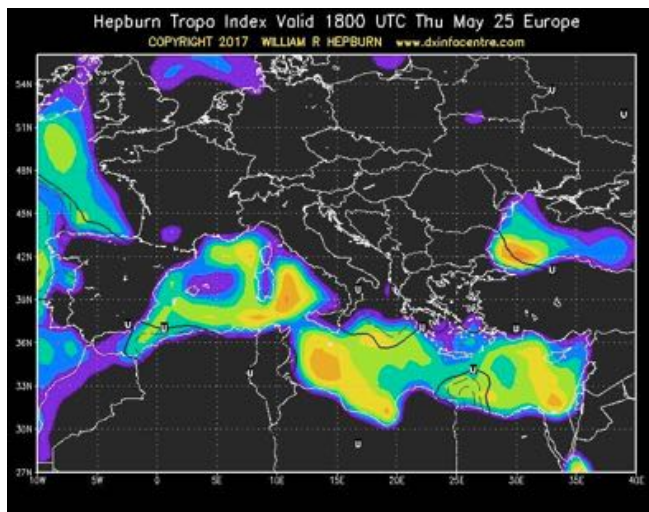 Hepburn Tropo Index Valid 1800 UTC Thu May 25 Europe
COPYRIGHT 2017 WILLIAM R HEPBURN www.dxinfocentre.com
54N
U
U
51N
48N
45N
42N
U
39N
U
U
U
U
U
36N
U
U
33N
30N
U
27N
10W
5W
0
5E
10E
15E
20E
25E
30E
35E
40E